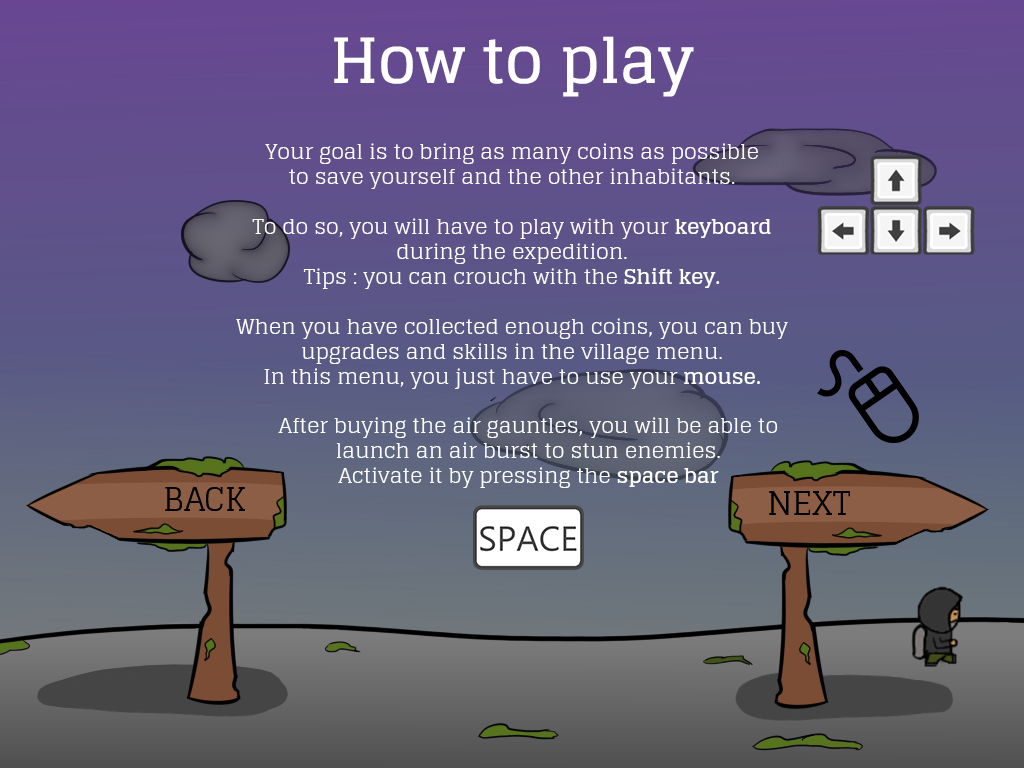 How to play
Your goal is to bring as many coins as possible
to save yourself and the other inhabitants.
To do so, you will have to play with your keyboard
during the expedition.
Tips : you can crouch with the Shift key.
When you have collected enough coins, you can buy
upgrades and skills in the village menu.
In this menu, you just have to use your mouse.
After buying the air gauntles, you will be able to
launch an air burst to stun enemies.
Activate it by pressing the space bar
BACK
NEXT
SPACE